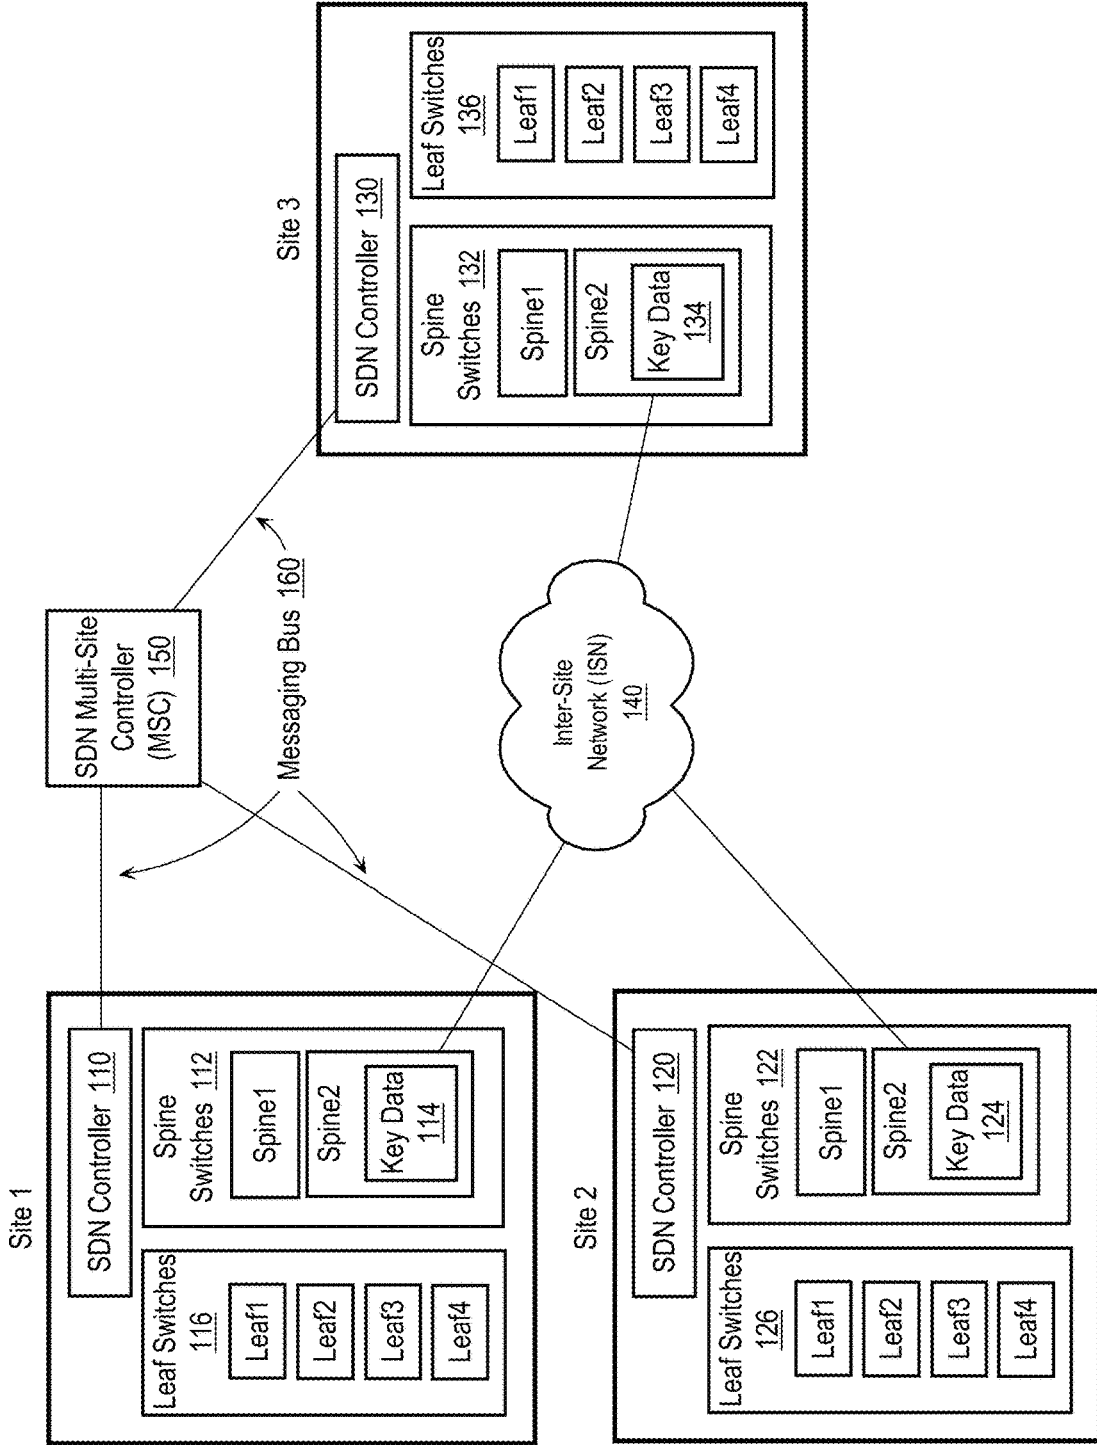 Site 1
SDN Controller 110
Leaf Switches
116
Leaf1
Leaf2
Leaf3
Leaf4
Spine
Switches 112
Spine1
Spine2
Key Data
114
SDN Multi-Site
Controller
(MSC) 150
Messaging Bus 160
Site 3
SDN Controller 130
Spine
Switches 132
Spine1
Spine2
Key Data
134
Leaf Switches
136
Leaf1
Leaf2
Leaf3
Leaf4
Inter-Site
Network (ISN)
140
Site 2
SDN Controller 120
Leaf Switches
126
Leaf1
Leaf2
Leaf3
Leaf4
Spine
Switches 122
Spine1
Spine2
Key Data
124